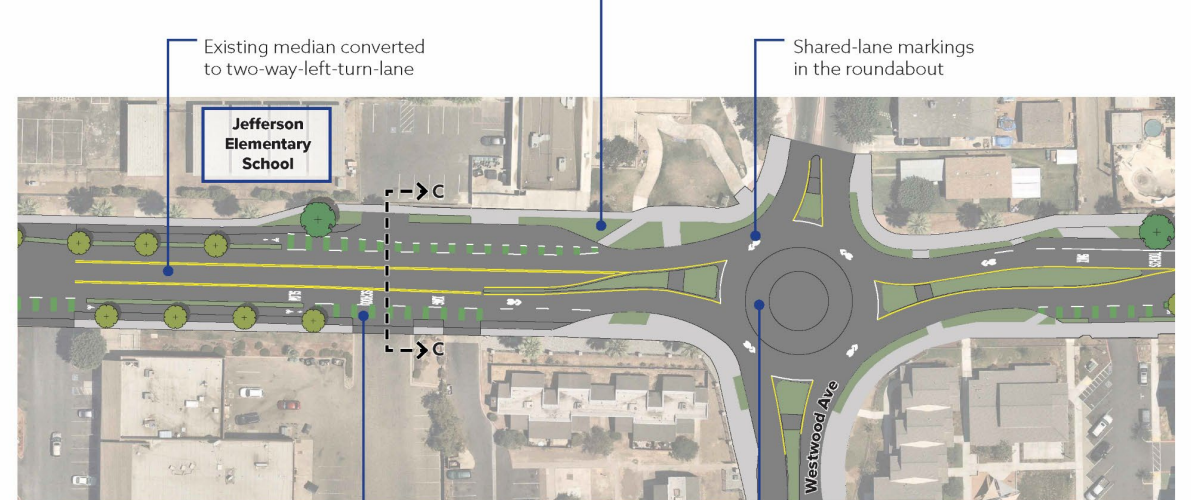 Existing median converted
to two-way-left-turn-lane
Shared-lane markings
in the roundabout
Jefferson
Elementary
School
C
C
Westwood Ave